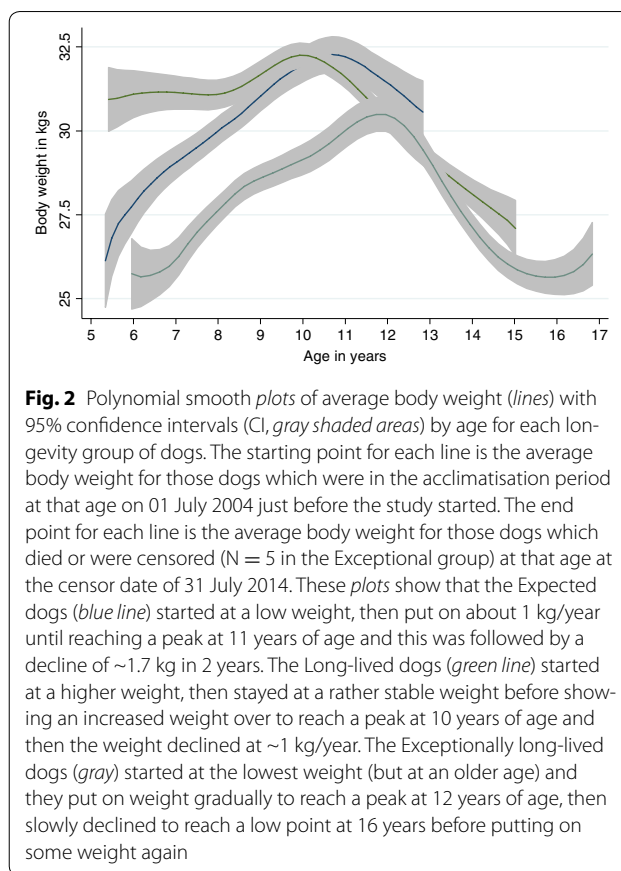 32.5
30
27.5
25
Body weight in kgs
5 6 7 8 9 10 11 12 13 14 15 16 17
Age in years
Fig. 2 Polynomial smooth plots of average body weight (lines) with
95% confidence intervals (CI, gray shaded areas) by age for each lon-
gevity group of dogs. The starting point for each line is the average
body weight for those dogs which were in the acclimatisation period
at that age on 01 July 2004 just before the study started. The end
point for each line is the average body weight for those dogs which
died or were censored (N = 5 in the Exceptional group) at that age at
the censor date of 31 July 2014. These plots show that the Expected
dogs (blue line) started at a low weight, then put on about 1 kg/year
until reaching a peak at 11 years of age and this was followed by a
decline of ~1.7 kg in 2 years. The Long-lived dogs (green line) started
at a higher weight, then stayed at a rather stable weight before show-
ing an increased weight over to reach a peak at 10 years of age and
then the weight declined at ~1 kg/year. The Exceptionally long-lived
dogs (gray) started at the lowest weight (but at an older age) and
they put on weight gradually to reach a peak at 12 years of age, then
slowly declined to reach a low point at 16 years before putting on
some weight again